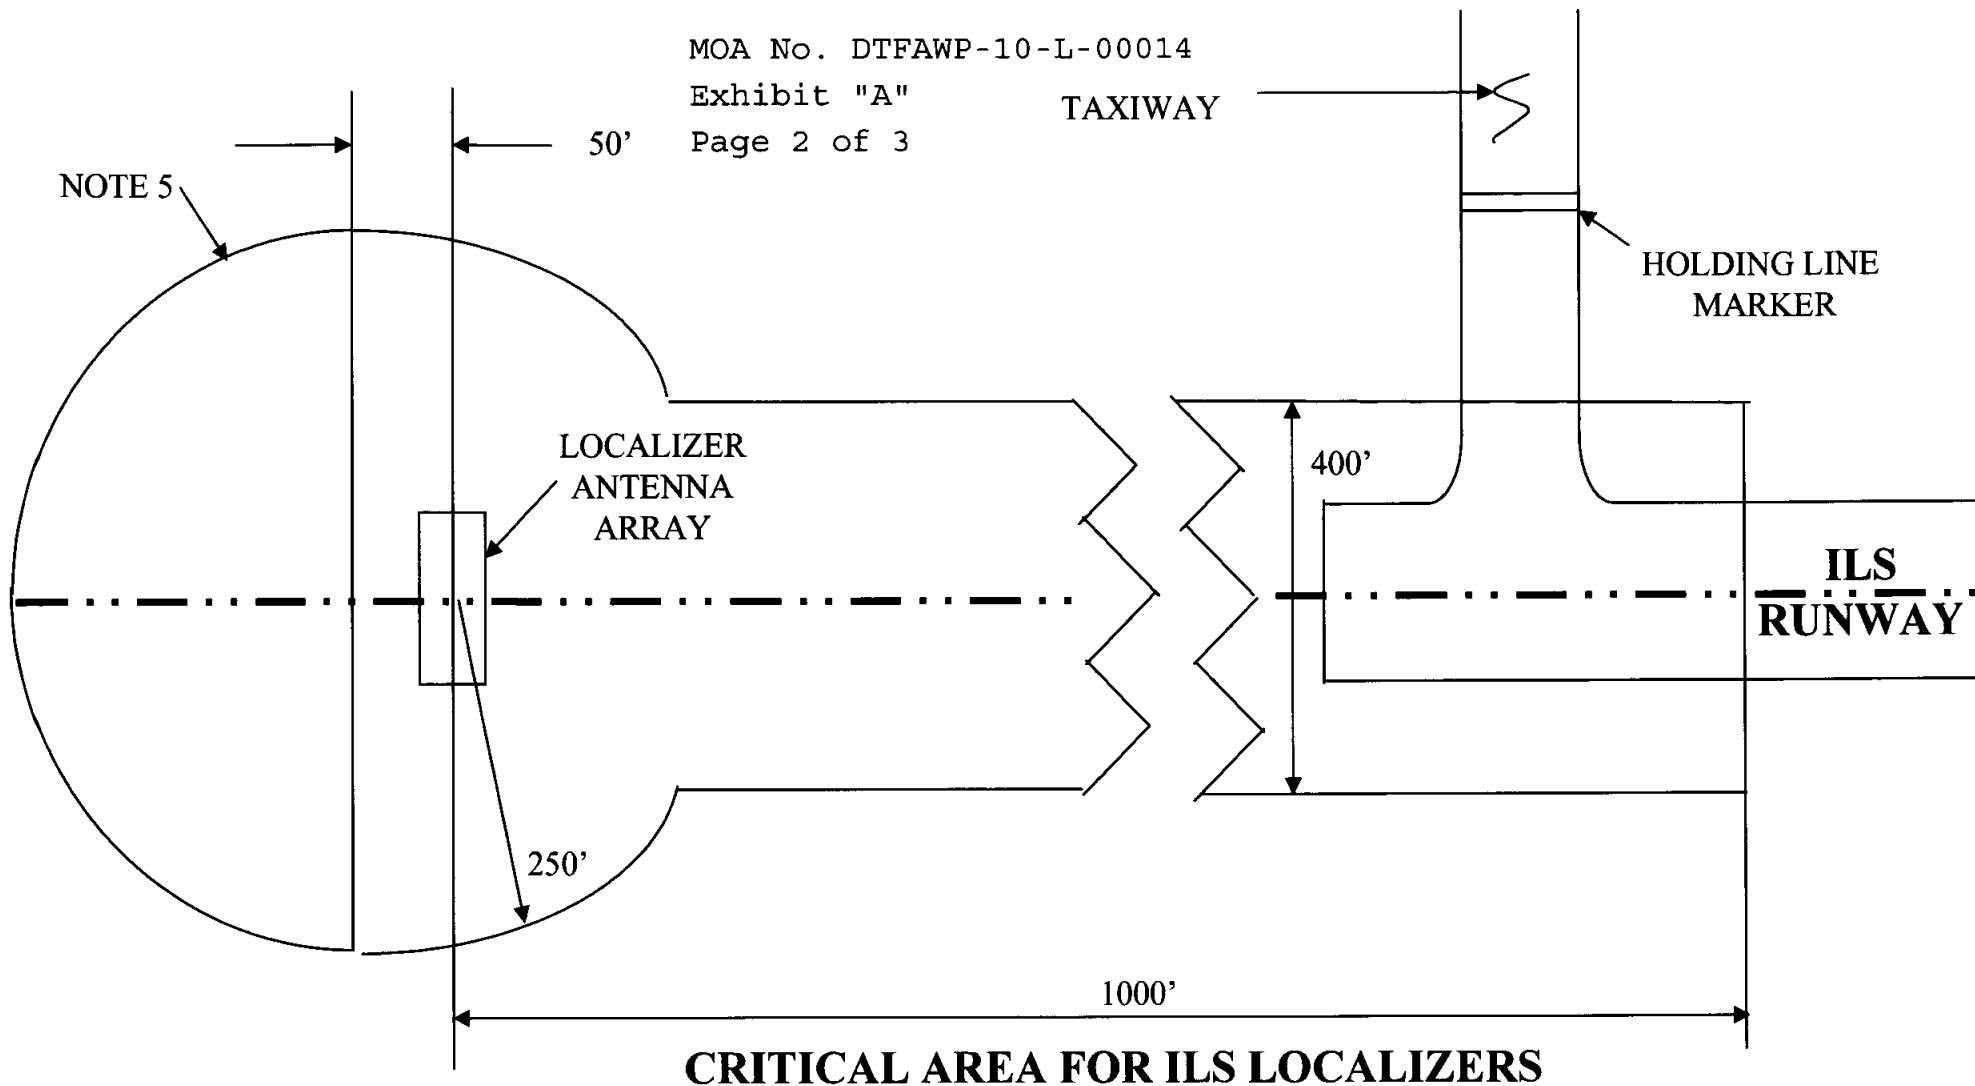 MOA No. DTFAWP-10-L-00014
Exhibit "A"
Page 2 of 3
TAXIWAY
50’
NOTE 5
HOLDING LINE
MARKER
LOCALIZER
ANTENNA
ARRAY
400’
ILS
RUNWAY
250’
1000’
CRITICAL AREA FOR ILS LOCALIZERS